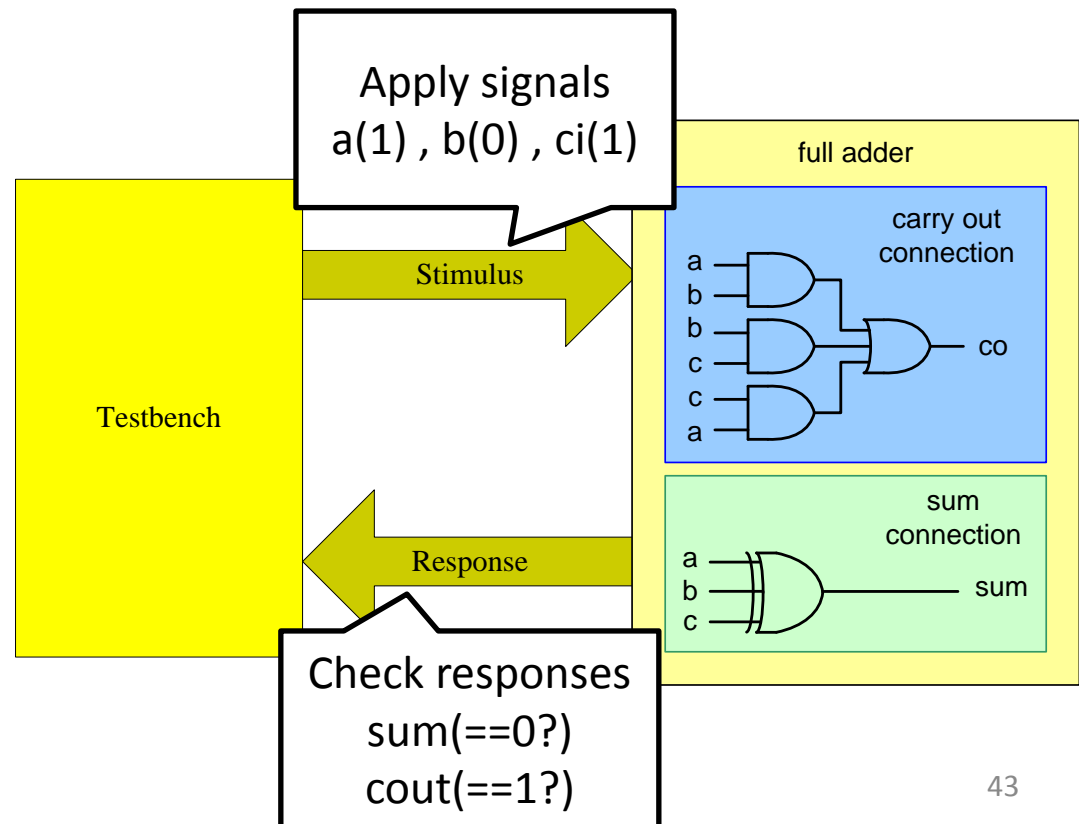 Apply signals
a(1) , b(0) , ci(1)
full adder
carry out
connection
a
b
b
c
c
a
co
Stimulus
Testbench
sum
connection
a
b
c
sum
Response
Check responses
sum(==0?)
cout(==1?)
43